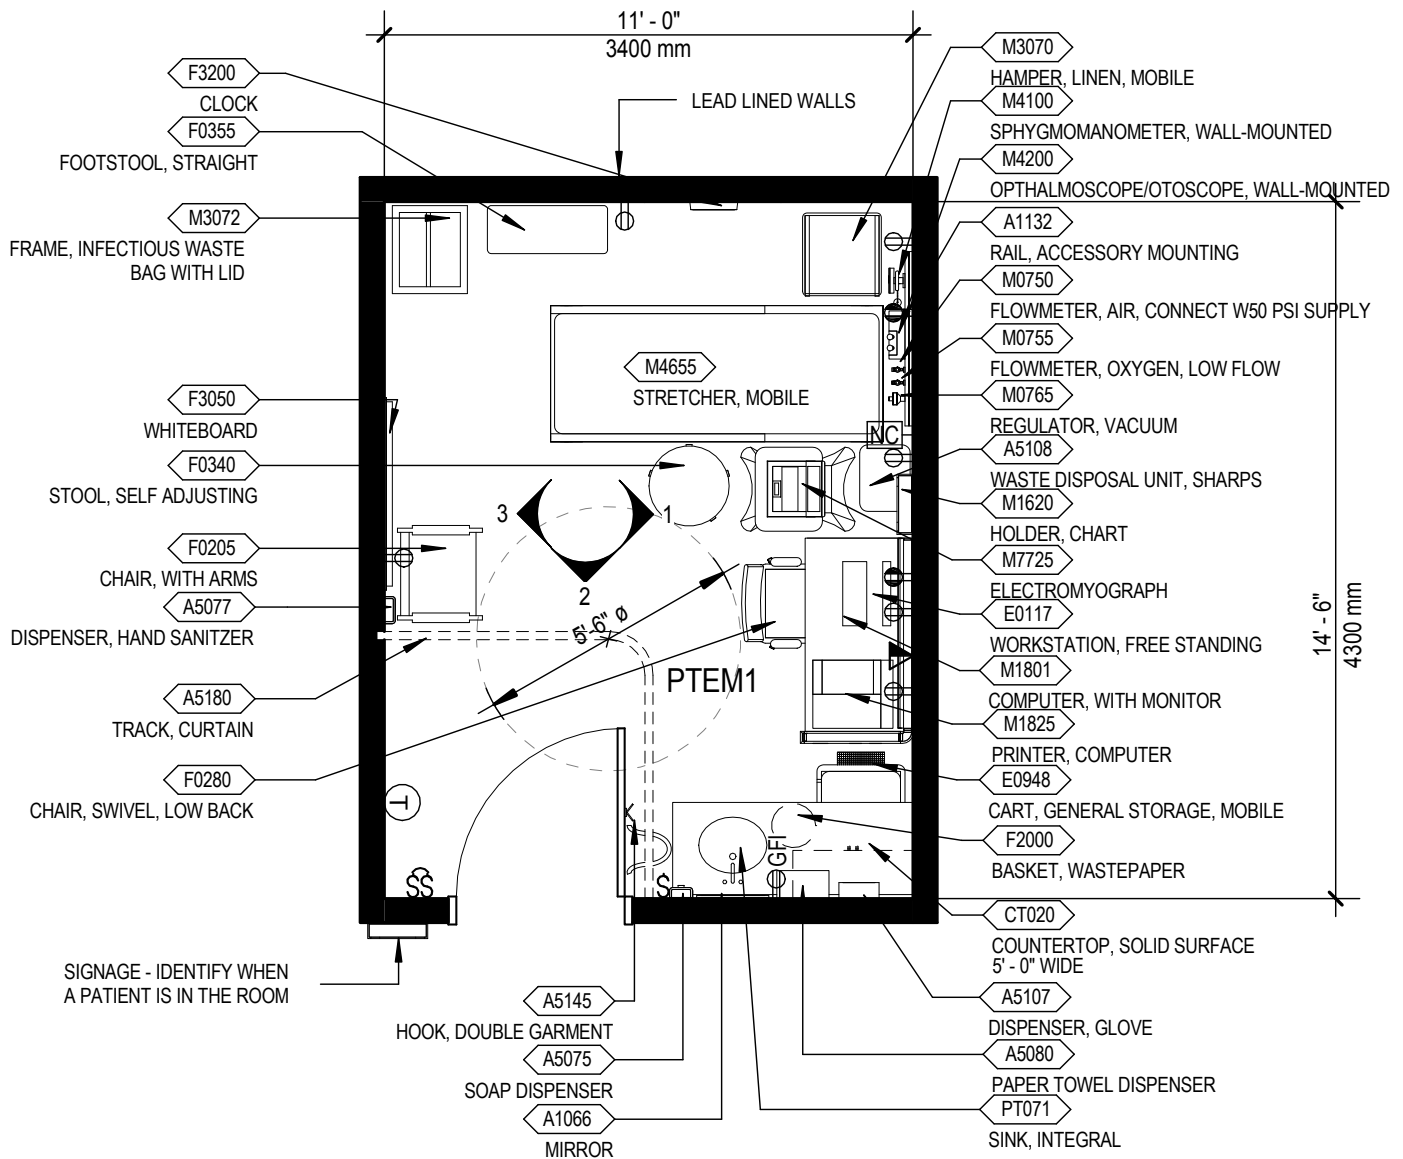 11' - 0"
3400 mm
F3200
CLOCK
F0355
FOOTSTOOL, STRAIGHT
M3072
FRAME, INFECTIOUS WASTE
BAG WITH LID
F3050
WHITEBOARD
F0340
STOOL, SELF ADJUSTING
F0205
CHAIR, WITH ARMS
A5077
DISPENSER, HAND SANITZER
A5180
TRACK, CURTAIN
F0280
CHAIR, SWIVEL, LOW BACK
SIGNAGE - IDENTIFY WHEN
A PATIENT IS IN THE ROOM
LEAD LINED WALLS
M4655
STRETCHER, MOBILE
NC
3
1
2
5'-6" ø
PTEM1
T
SS
K
$
GFI
A5145
HOOK, DOUBLE GARMENT
A5075
SOAP DISPENSER
A1066
MIRROR
M3070
HAMPER, LINEN, MOBILE
M4100
SPHYGMOMANOMETER, WALL-MOUNTED
M4200
OPTHALMOSCOPE/OTOSCOPE, WALL-MOUNTED
A1132
RAIL, ACCESSORY MOUNTING
M0750
FLOWMETER, AIR, CONNECT W50 PSI SUPPLY
M0755
FLOWMETER, OXYGEN, LOW FLOW
M0765
REGULATOR, VACUUM
A5108
WASTE DISPOSAL UNIT, SHARPS
M1620
HOLDER, CHART
M7725
ELECTROMYOGRAPH
E0117
WORKSTATION, FREE STANDING
M1801
COMPUTER, WITH MONITOR
M1825
PRINTER, COMPUTER
E0948
CART, GENERAL STORAGE, MOBILE
F2000
BASKET, WASTEPAPER
CT020
COUNTERTOP, SOLID SURFACE
5' - 0" WIDE
A5107
DISPENSER, GLOVE
A5080
PAPER TOWEL DISPENSER
PT071
SINK, INTEGRAL
14' - 6"
4300 mm